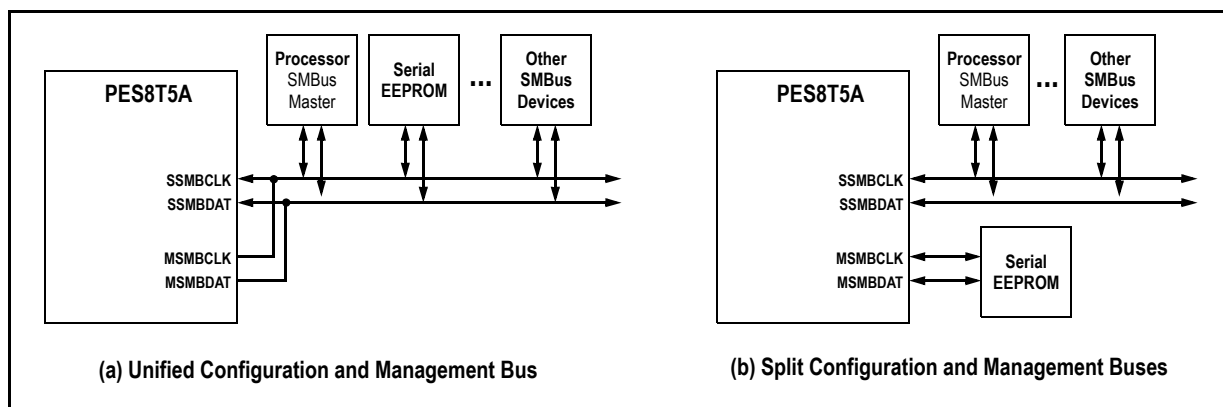 PES8T5A
Processor
SMBus
Master
Serial
EEPROM
...
Other
SMBus
Devices
SSMBCLK
SSMBDAT
MSMBCLK
MSMBDAT
(a) Unified Configuration and Management Bus
PES8T5A
Processor
SMBus
Master
...
Other
SMBus
Devices
SSMBCLK
SSMBDAT
MSMBCLK
MSMBDAT
Serial
EEPROM
(b) Split Configuration and Management Buses